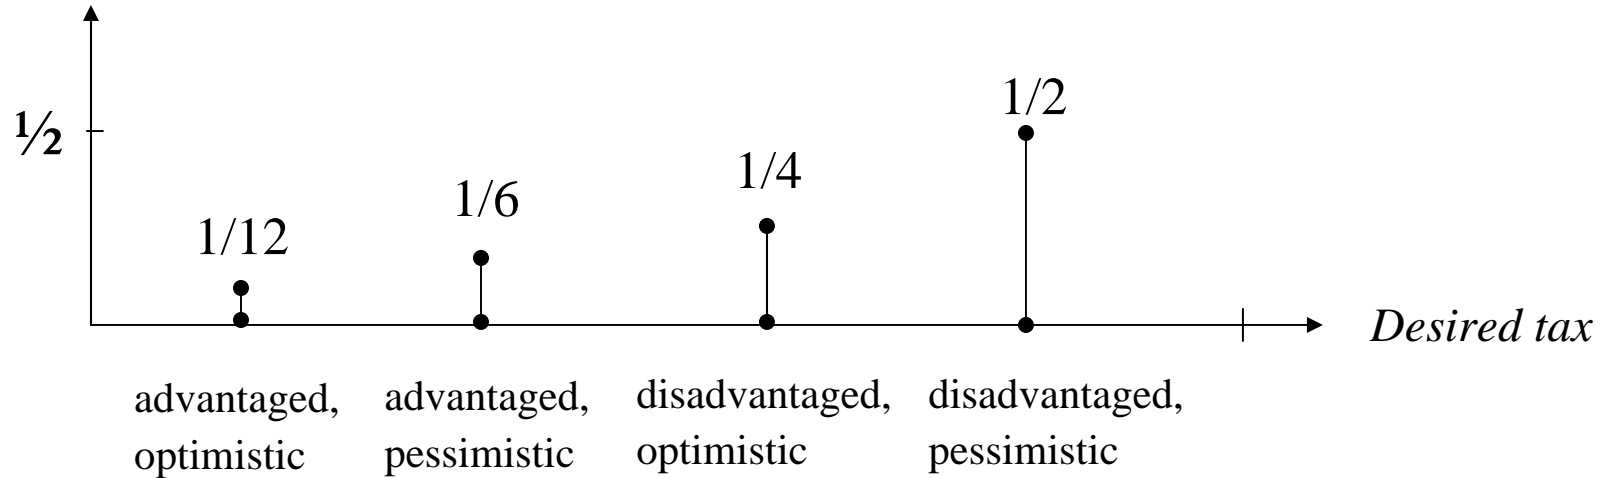 1/2
½
1/4
1/6
1/12
Desired tax
advantaged,
optimistic
advantaged,
pessimistic
disadvantaged,
optimistic
disadvantaged,
pessimistic